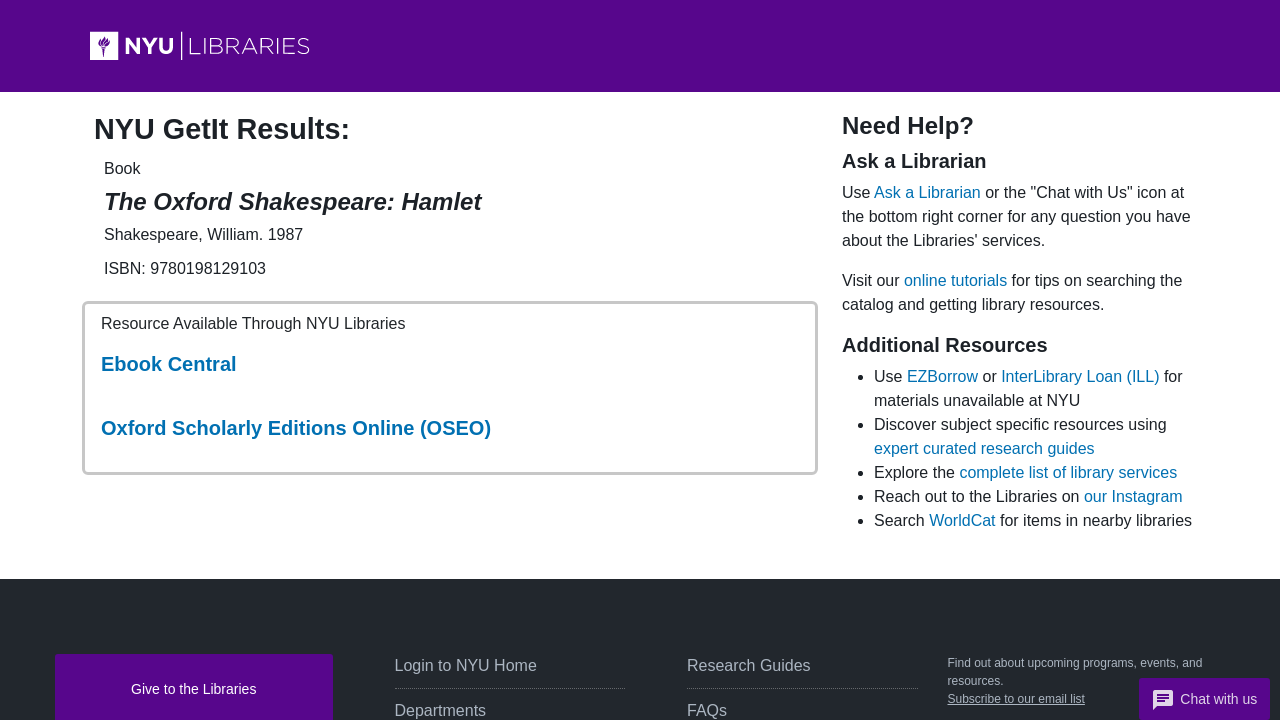 NYU LIBRARIES
NYU GetIt Results:
Book
The Oxford Shakespeare: Hamlet
Shakespeare, William. 1987
ISBN: 9780198129103
Resource Available Through NYU Libraries
Ebook Central
Oxford Scholarly Editions Online (OSEO)
Need Help?
Ask a Librarian
Use Ask a Librarian or the "Chat with Us" icon at
the bottom right corner for any question you have
about the Libraries' services.
Visit our online tutorials for tips on searching the
catalog and getting library resources.
Additional Resources
Use EZBorrow or InterLibrary Loan (ILL) for
materials unavailable at NYU
Discover subject specific resources using
expert curated research guides
Explore the complete list of library services
Reach out to the Libraries on our Instagram
Search WorldCat for items in nearby libraries
Give to the Libraries
Login to NYU Home
Departments
Research Guides
FAQs
Find out about upcoming programs, events, and
resources.
Subscribe to our email list
Chat with us